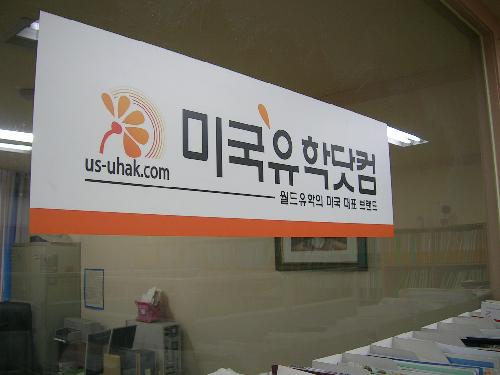 us-uhak.com
미국유학닷컴
월드유학의 미국 대표 브랜드